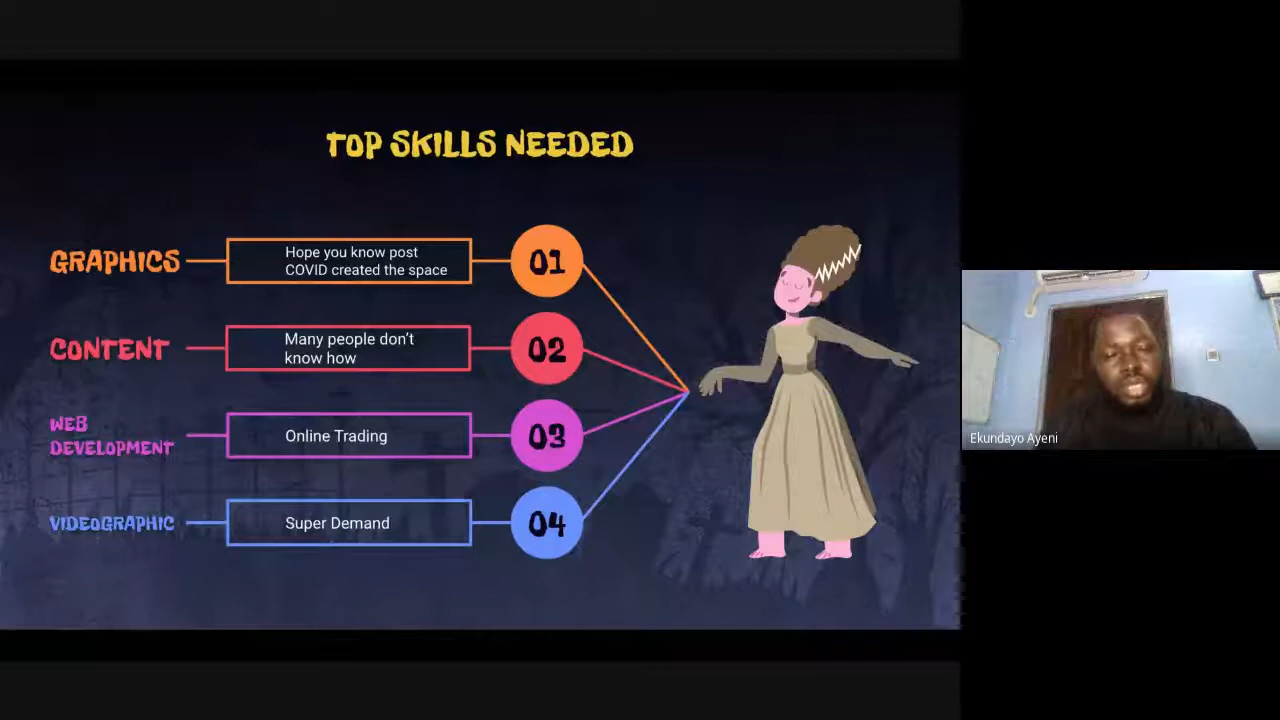 TOP SKILLS NEEDED
GRAPHICS
Hope you know post
COVID created the space
01
CONTENT
Many people don't
know how
02
WEB
DEVELOPMENT
Online Trading
03
VIDEOGRAPHIC
Super Demand
04
Ekundayo Ayeni